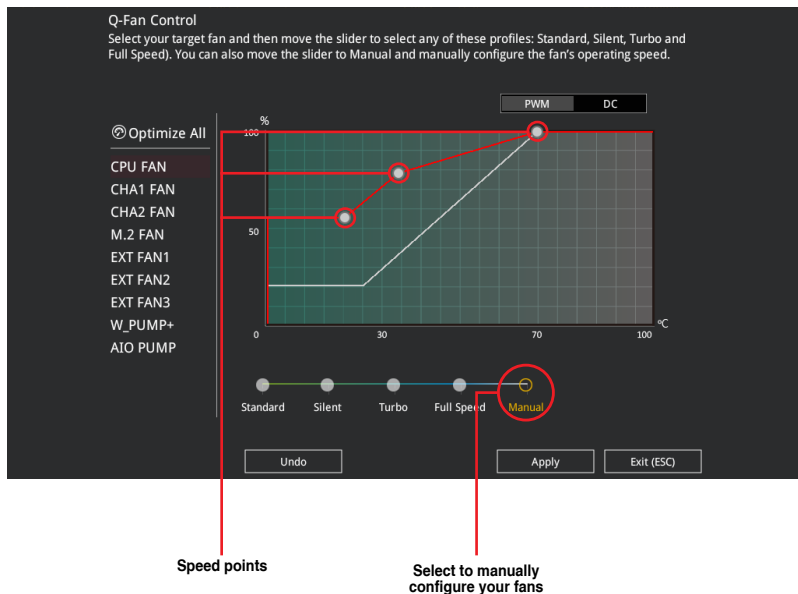 Q-Fan Control
Select your target fan and then move the slider to select any of these profiles: Standard, Silent, Turbo and
Full Speed). You can also move the slider to Manual and manually configure the fan's operating speed.
PWM DC
%
Optimize All
100
CPU FAN
CHA1 FAN
CHA2 FAN
M.2 FAN
50
EXT FAN1
EXT FAN2
EXT FAN3
W_PUMP+
AIO PUMP
°C
0 30 70 100
Standard Silent Turbo Full Speed Manual
Undo Apply Exit (ESC)
Speed points
Select to manually
configure your fans